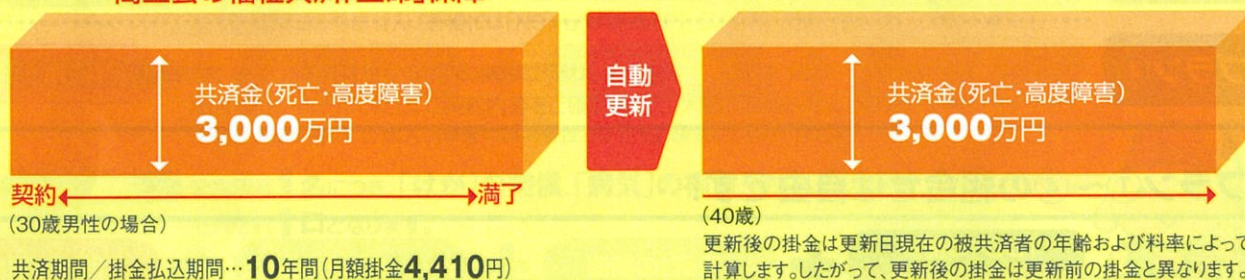 共済金（死亡・高度障害）
3,000万円
自動
更新
共済金（死亡・高度障害）
3,000万円
契約
満了
（30歳男性の場合）
共済期間／掛金払込期間…10年間（月額掛金4,410円）
（40歳）
更新後の掛金は更新日現在の被共済者の年齢および料率によって
計算します。したがって、更新後の掛金は更新前の掛金と異なります。